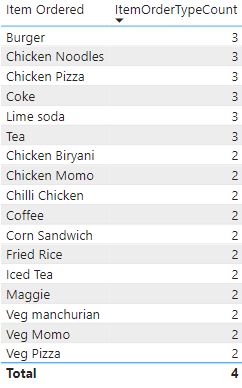 Item Ordered ItemOrderTypeCount
Burger 3
Chicken Noodles 3
Chicken Pizza 3
Coke 3
Lime soda 3
Tea 3
Chicken Biryani 2
Chicken Momo 2
Chilli Chicken 2
Coffee 2
Corn Sandwich 2
Fried Rice 2
Iced Tea 2
Maggie 2
Veg manchurian 2
Veg Momo 2
Veg Pizza 2
Total 4